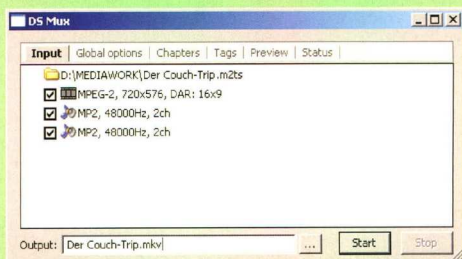 DS Mux
Input Global options Chapters Tags Preview Status
D:\MEDIAWORK\Der Couch-Trip.m2ts
MPEG-2, 720x576, DAR: 16x9
MP2, 48000Hz, 2ch
MP2, 48000Hz, 2ch
Output: Der Couch-Trip.mkv ... Start Stop